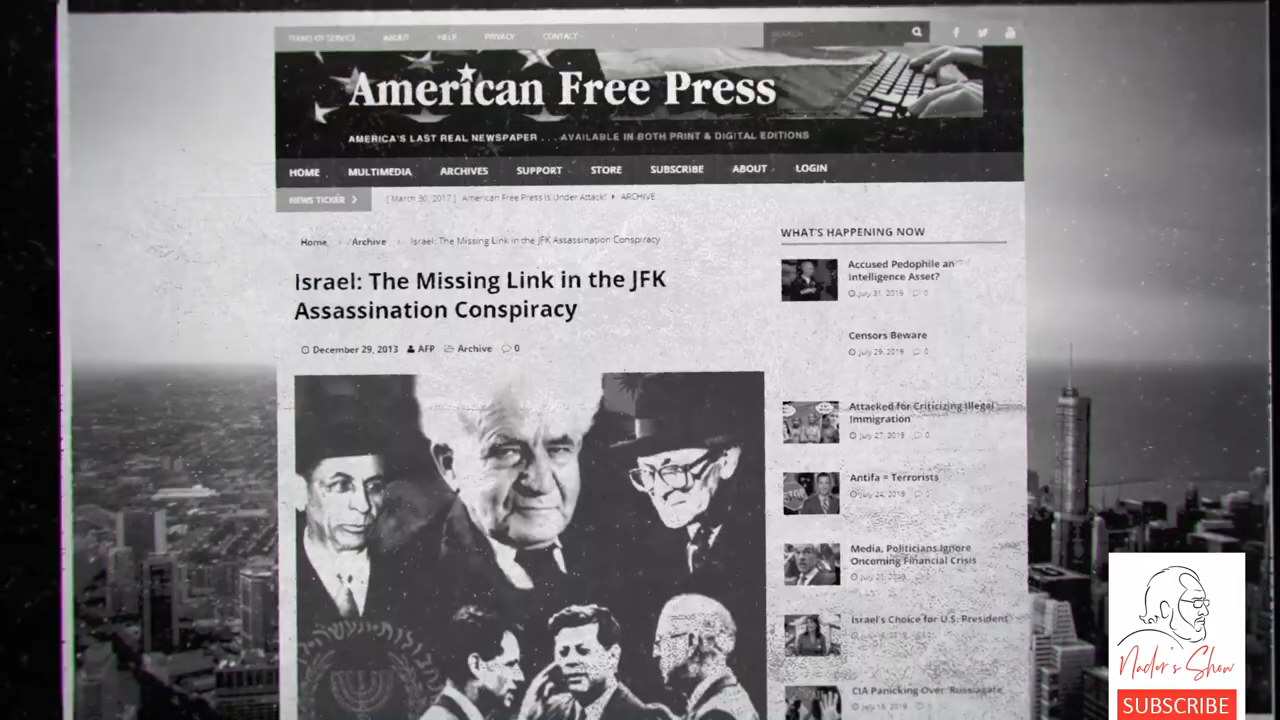 TERMS OF SERVICE ABOUT HELP PRIVACY CONTACT
SEARCH
American Free Press
AMERICA'S LAST REAL NEWSPAPER . . . AVAILABLE IN BOTH PRINT & DIGITAL EDITIONS
HOME MULTIMEDIA ARCHIVES SUPPORT STORE SUBSCRIBE ABOUT LOGIN
NEWS TICKER [ March 30, 2017 ] American Free Press Is Under Attack! ARCHIVE
Home Archive Israel: The Missing Link in the JFK Assassination Conspiracy
Israel: The Missing Link in the JFK
Assassination Conspiracy
December 29, 2013 AFP Archive 0
WHAT'S HAPPENING NOW
Accused Pedophile an
Intelligence Asset?
July 31, 2019 0
Censors Beware
July 29, 2019 0
Attacked for Criticizing Illegal
Immigration
July 27, 2019 0
Antifa = Terrorists
July 24, 2019 0
Media, Politicians Ignore
Oncoming Financial Crisis
Israel's Choice for U.S. President
CIA Panicking Over 'Russiagate'
Nader's Show
SUBSCRIBE